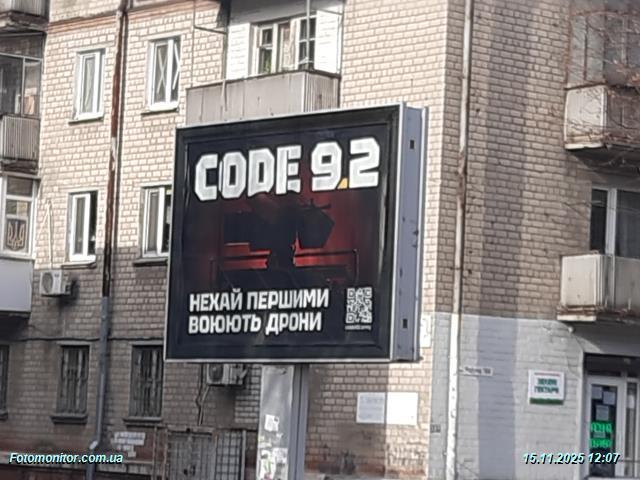 CODE 9.2
НЕХАЙ ПЕРШИМИ
ВОЮЮТЬ ДРОНИ
Fotomonitor.com.ua
15.11.2025 12:07